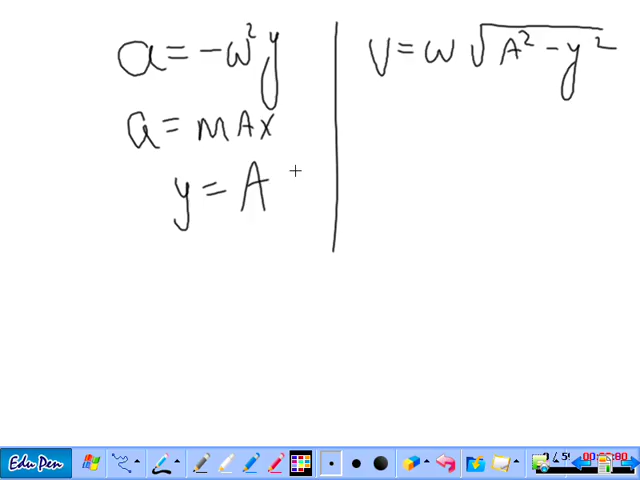 a = -ω²y
a = MAX
y = A
V = ω √(A² - y²)
Edu Pen